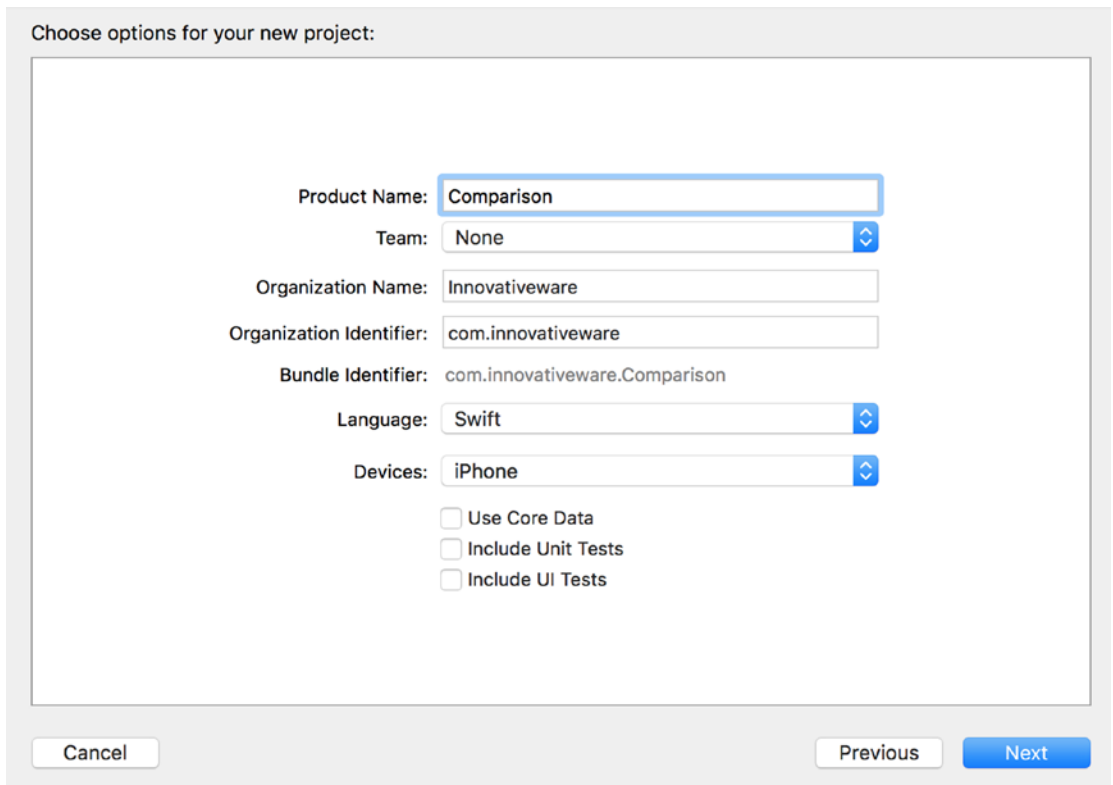 Choose options for your new project:
Product Name: Comparison
Team: None
Organization Name: Innovativeware
Organization Identifier: com.innovativeware
Bundle Identifier: com.innovativeware.Comparison
Language: Swift
Devices: iPhone
Use Core Data
Include Unit Tests
Include UI Tests
Cancel Previous Next